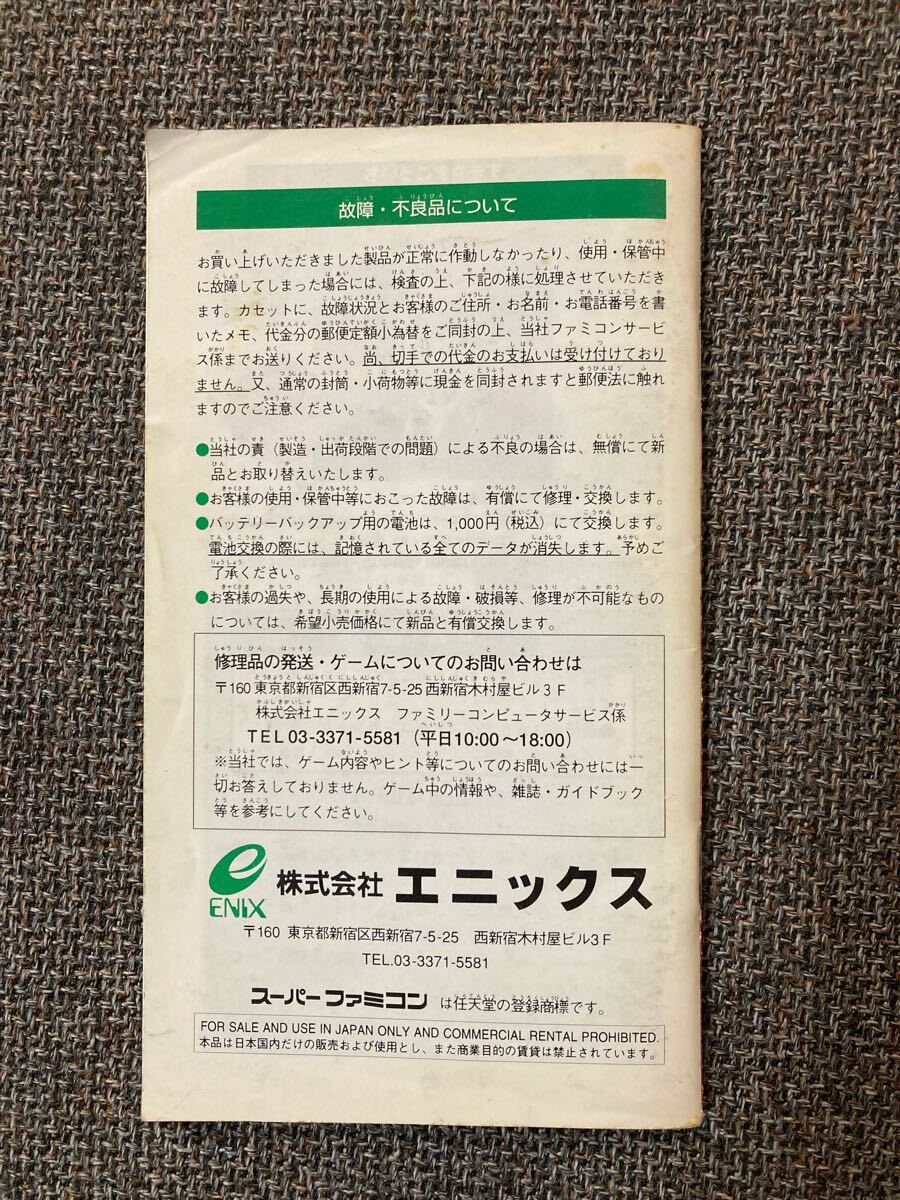 故障・不良品について
お買い上げいただきました製品が正常に作動しなかったり、使用・保管中
に故障してしまった場合には、検査の上、下記の様に処理させていただき
ます。カセットに、故障状況とお客様のご住所・お名前・お電話番号を書
いたメモ、代金分の郵便定額小為替をご同封の上、当社ファミコンサービ
ス係までお送りください。尚、切手での代金のお支払いは受け付けており
ません。又、通常の封筒・小荷物等に現金を同封されますと郵便法に触れ
ますのでご注意ください。
●当社の責（製造・出荷段階での問題）による不良の場合は、無償にて新
品とお取り替えいたします。
●お客様の使用・保管中等におこった故障は、有償にて修理・交換します。
●バッテリーバックアップ用の電池は、1,000円（税込）にて交換します。
電池交換の際には、記憶されている全てのデータが消失します。予めご
了承ください。
●お客様の過失や、長期の使用による故障・破損等、修理が不可能なもの
については、希望小売価格にて新品と有償交換します。
修理品の発送・ゲームについてのお問い合わせは
〒160 東京都新宿区西新宿7-5-25 西新宿木村屋ビル３Ｆ
株式会社エニックス　ファミリーコンピュータサービス係
TEL 03-3371-5581（平日10:00～18:00）
※当社では、ゲーム内容やヒント等についてのお問い合わせには一
切お答えしておりません。ゲーム中の情報や、雑誌・ガイドブック
等を参考にしてください。
ENIX 株式会社 エニックス
〒160 東京都新宿区西新宿7-5-25　西新宿木村屋ビル３Ｆ
TEL.03-3371-5581
スーパーファミコン は任天堂の登録商標です。
FOR SALE AND USE IN JAPAN ONLY AND COMMERCIAL RENTAL PROHIBITED.
本品は日本国内だけの販売および使用とし、また商業目的の賃貸は禁止されています。